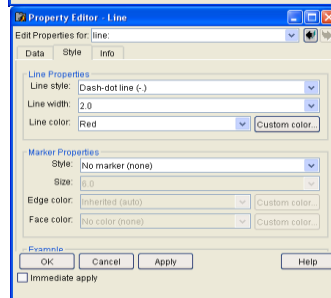 Property Editor - Line
Edit Properties for: line:
Data Style Info
Line Properties
Line style: Dash-dot line (-.)
Line width: 2.0
Line color: Red Custom color...
Marker Properties
Style: No marker (none)
Size: 6.0
Edge color: Inherited (auto) Custom color...
Face color: No color (none) Custom color...
Example
OK Cancel Apply Help
Immediate apply